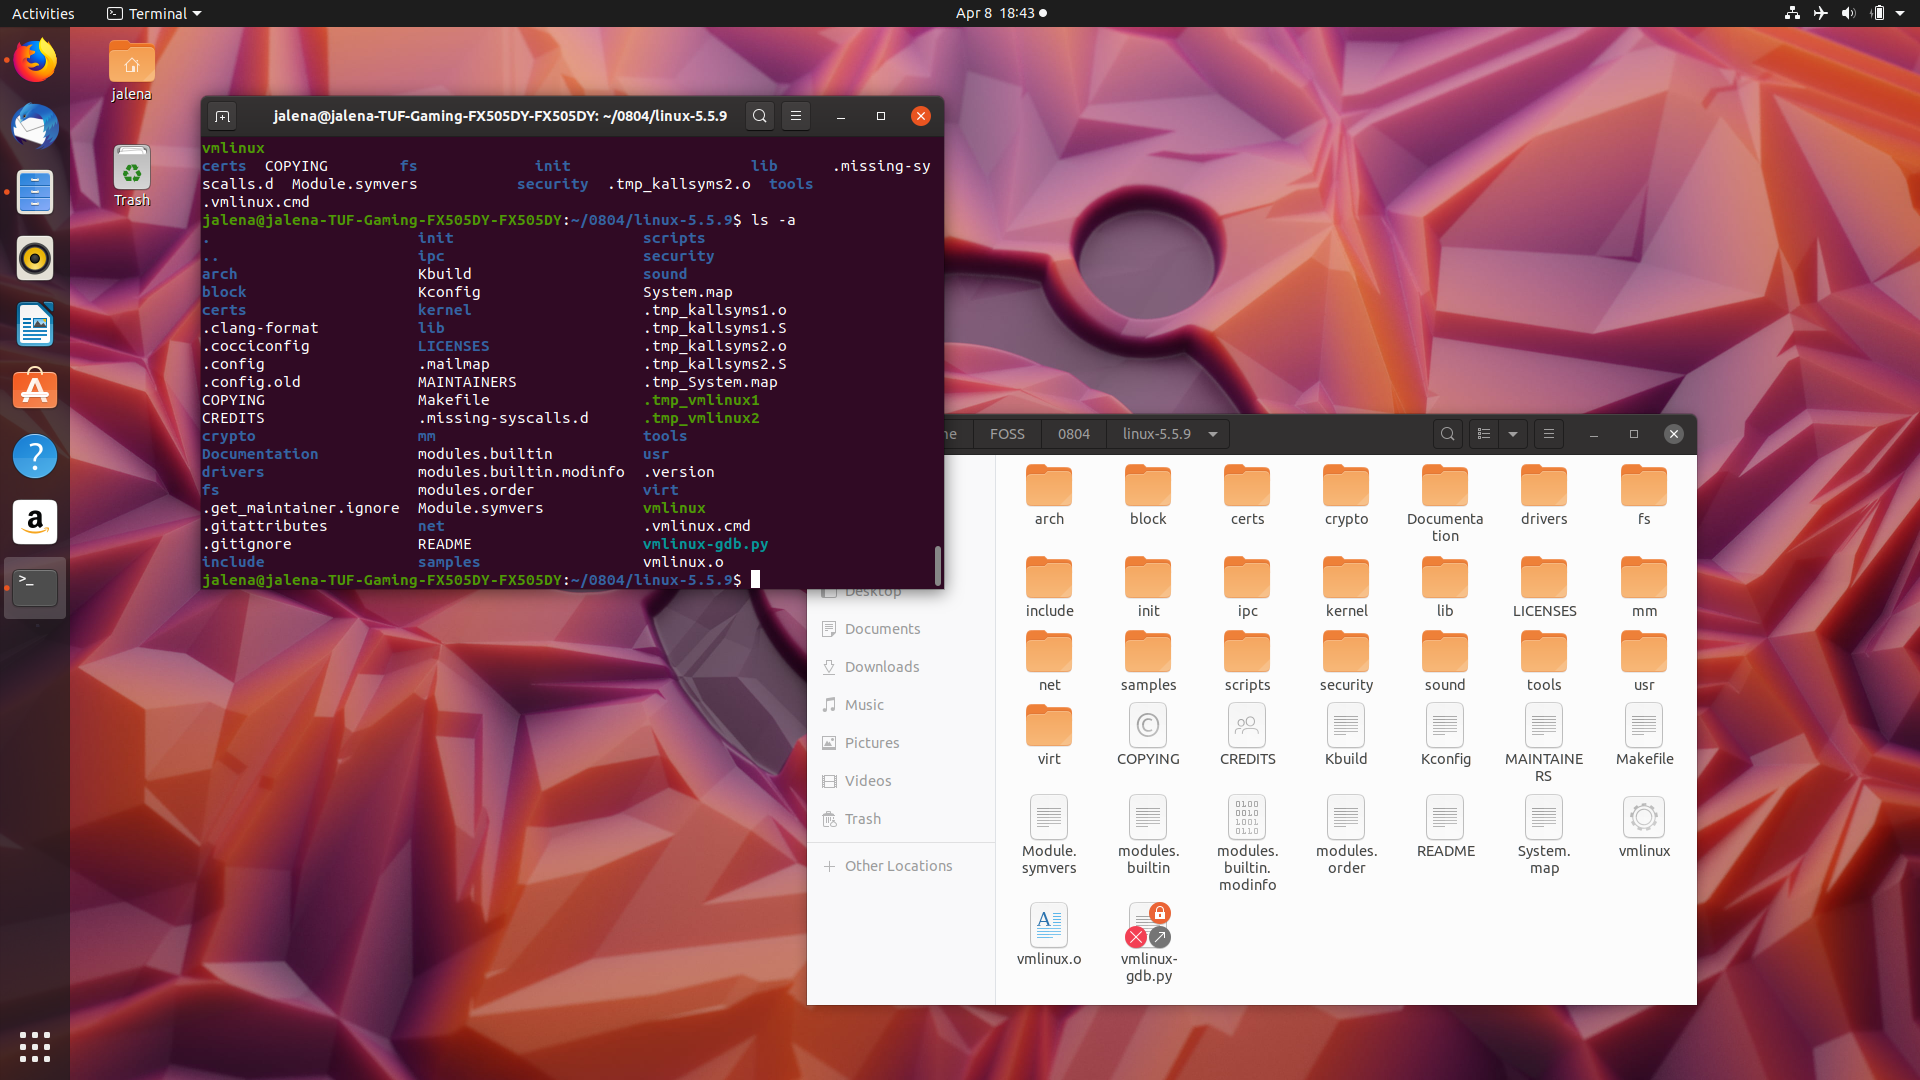 Activities
Terminal
Apr 8 18:43
jalena
Trash
jalena@jalena-TUF-Gaming-FX505DY-FX505DY: ~/0804/linux-5.5.9
vmlinux
certs COPYING fs init lib .missing-sy
scalls.d Module.symvers security .tmp_kallsyms2.o tools
.vmlinux.cmd
jalena@jalena-TUF-Gaming-FX505DY-FX505DY:~/0804/linux-5.5.9$ ls -a
. init scripts
.. ipc security
arch Kbuild sound
block Kconfig System.map
certs kernel .tmp_kallsyms1.o
.clang-format lib .tmp_kallsyms1.S
.cocciconfig LICENSES .tmp_kallsyms2.o
.config .mailmap .tmp_kallsyms2.S
.config.old MAINTAINERS .tmp_System.map
COPYING Makefile .tmp_vmlinux1
CREDITS .missing-syscalls.d .tmp_vmlinux2
crypto mm tools
Documentation modules.builtin usr
drivers modules.builtin.modinfo .version
fs modules.order virt
.get_maintainer.ignore Module.symvers vmlinux
.gitattributes net .vmlinux.cmd
.gitignore README vmlinux-gdb.py
include samples vmlinux.o
jalena@jalena-TUF-Gaming-FX505DY-FX505DY:~/0804/linux-5.5.9$
FOSS 0804 linux-5.5.9
Desktop
Documents
Downloads
Music
Pictures
Videos
Trash
Other Locations
arch block certs crypto Documenta drivers fs
tion
include init ipc kernel lib LICENSES mm
net samples scripts security sound tools usr
virt COPYING CREDITS Kbuild Kconfig MAINTAINE Makefile
RS
Module. modules. modules. modules. README System. vmlinux
symvers builtin builtin. order map
modinfo
vmlinux.o vmlinux-
gdb.py